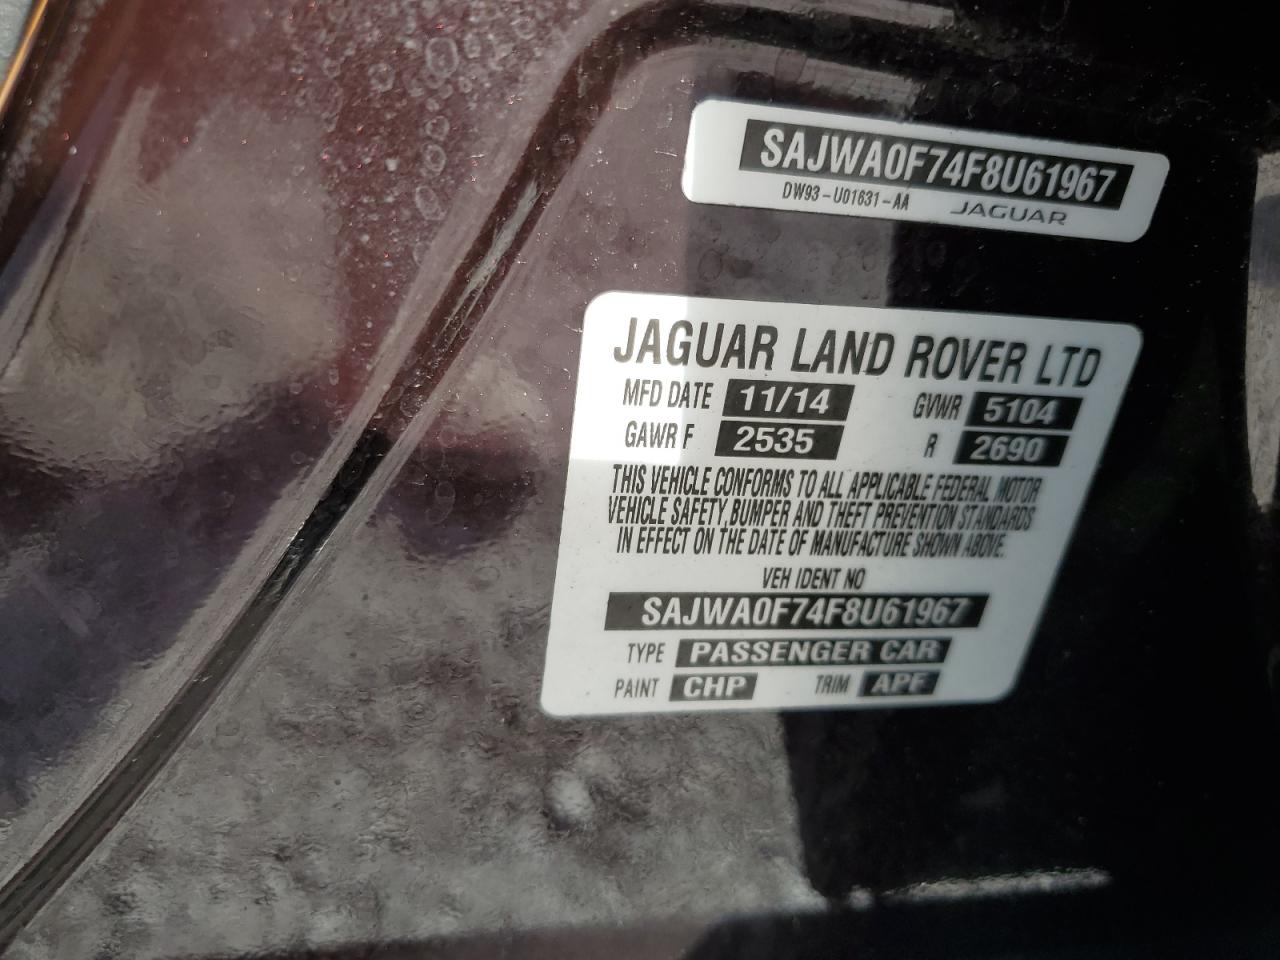 SAJWA0F74F8U61967
DW93-U01631-AA JAGUAR
JAGUAR LAND ROVER LTD
MFD DATE 11/14 GVWR 5104
GAWR F 2535 R 2690
THIS VEHICLE CONFORMS TO ALL APPLICABLE FEDERAL MOTOR
VEHICLE SAFETY, BUMPER AND THEFT PREVENTION STANDARDS
IN EFFECT ON THE DATE OF MANUFACTURE SHOWN ABOVE.
VEH IDENT NO
SAJWA0F74F8U61967
TYPE PASSENGER CAR
PAINT CHP TRIM APF